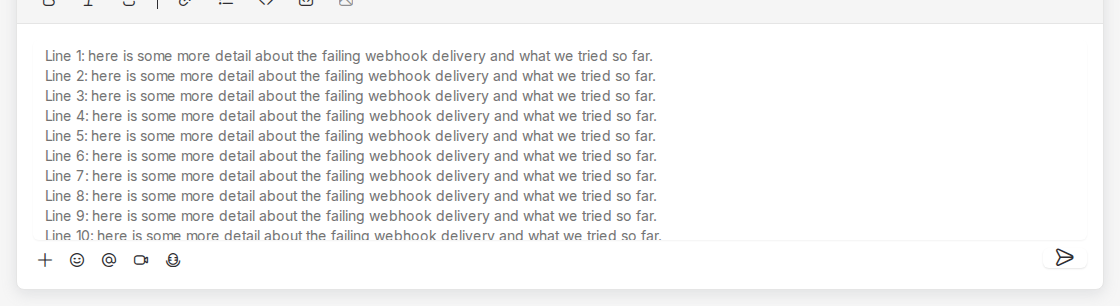 Line 1: here is some more detail about the failing webhook delivery and what we tried so far.
Line 2: here is some more detail about the failing webhook delivery and what we tried so far.
Line 3: here is some more detail about the failing webhook delivery and what we tried so far.
Line 4: here is some more detail about the failing webhook delivery and what we tried so far.
Line 5: here is some more detail about the failing webhook delivery and what we tried so far.
Line 6: here is some more detail about the failing webhook delivery and what we tried so far.
Line 7: here is some more detail about the failing webhook delivery and what we tried so far.
Line 8: here is some more detail about the failing webhook delivery and what we tried so far.
Line 9: here is some more detail about the failing webhook delivery and what we tried so far.
Line 10: here is some more detail about the failing webhook delivery and what we tried so far.